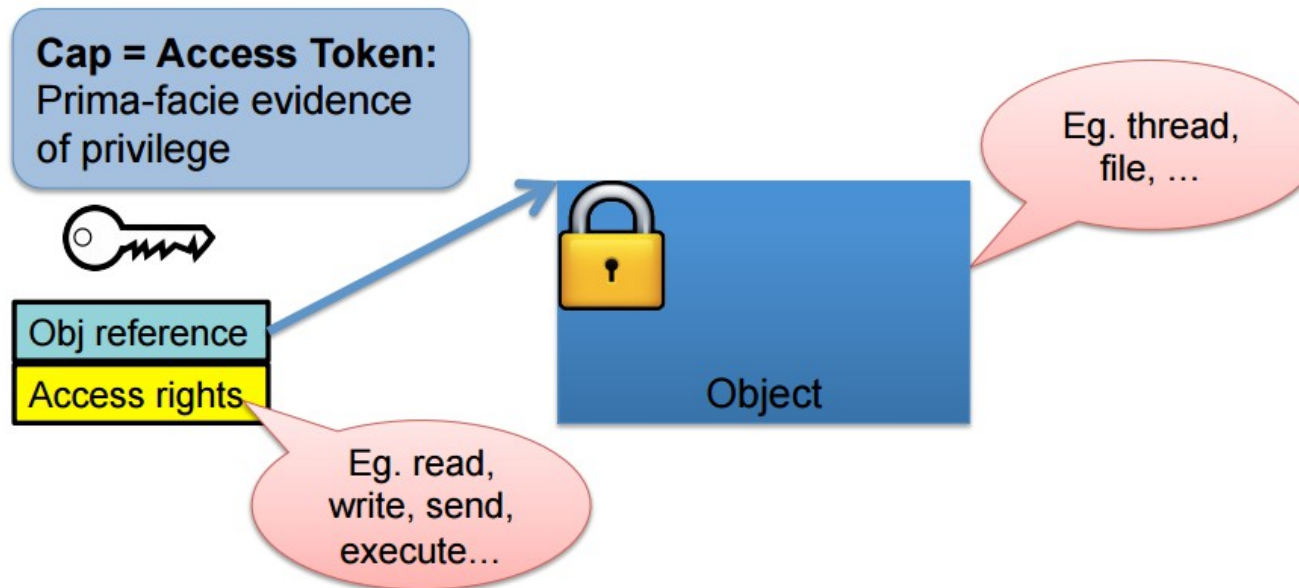 Cap = Access Token:
Prima-facie evidence
of privilege
Eg. thread,
file, …
Obj reference
Access rights
Object
Eg. read,
write, send,
execute…